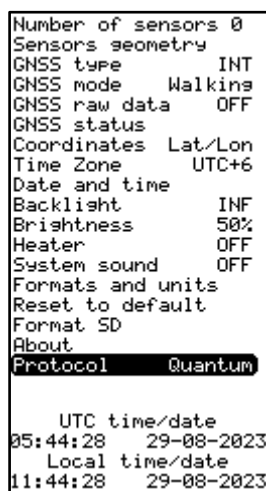 Number of sensors 0
Sensors geometry
GNSS type INT
GNSS mode Walking
GNSS raw data OFF
GNSS status
Coordinates Lat/Lon
Time Zone UTC+6
Date and time
Backlight INF
Brightness 50%
Heater OFF
System sound OFF
Formats and units
Reset to default
Format SD
About
Protocol Quantum
UTC time/date
05:44:28 29-08-2023
Local time/date
11:44:28 29-08-2023